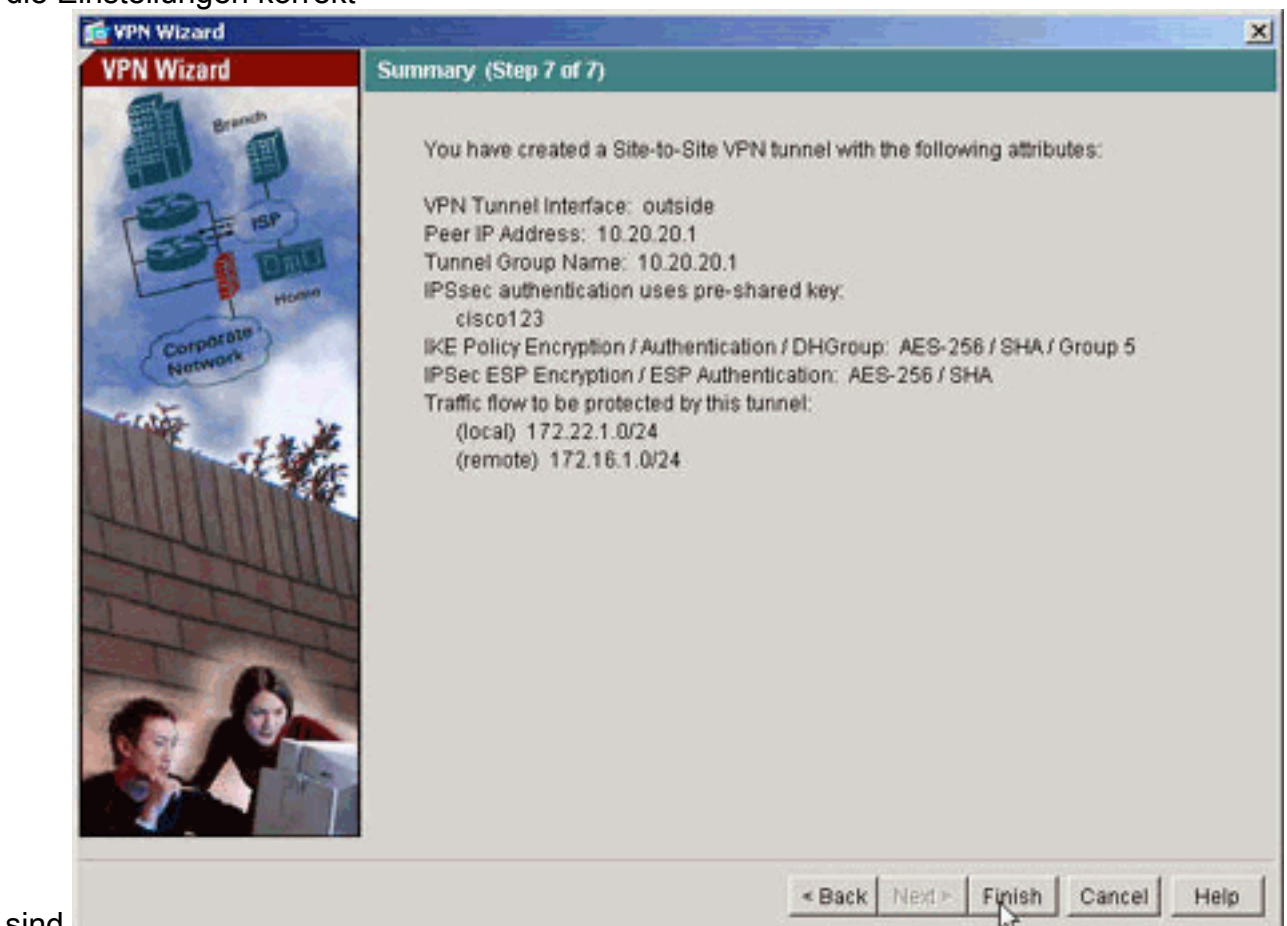 die Einstellungen korrekt
VPN Wizard
VPN Wizard
Summary (Step 7 of 7)
Branch
ISP
Home
Corporate
Network
You have created a Site-to-Site VPN tunnel with the following attributes:
VPN Tunnel Interface: outside
Peer IP Address: 10.20.20.1
Tunnel Group Name: 10.20.20.1
IPSsec authentication uses pre-shared key:
cisco123
IKE Policy Encryption / Authentication / DHGroup: AES-256 / SHA / Group 5
IPSec ESP Encryption / ESP Authentication: AES-256 / SHA
Traffic flow to be protected by this tunnel:
(local) 172.22.1.0/24
(remote) 172.16.1.0/24
< Back Next > Finish Cancel Help
sind